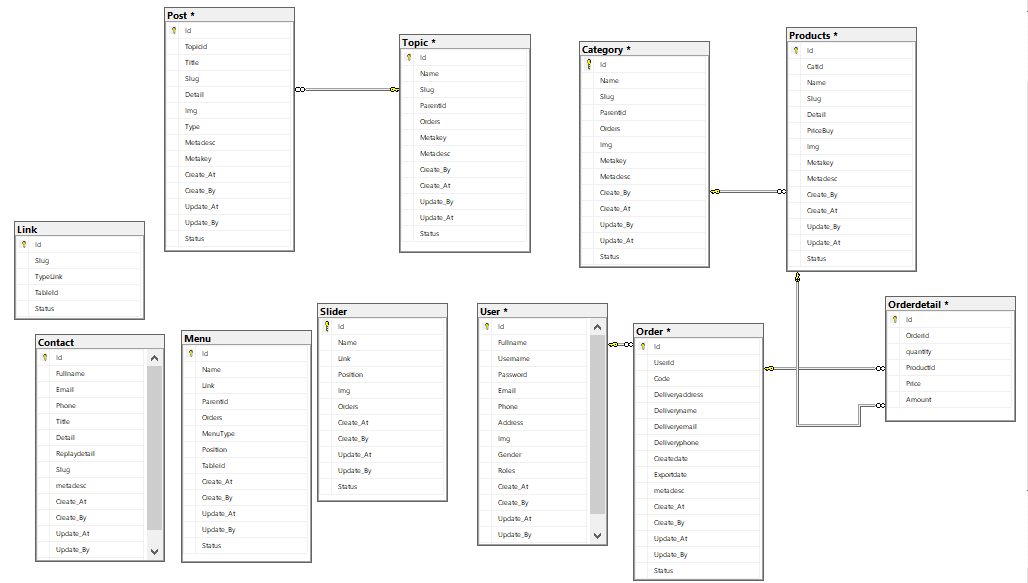 Post *
Id
TopicId
Title
Slug
Detail
Img
Type
Metadesc
Metakey
Create_At
Create_By
Update_At
Update_By
Status
Topic *
Id
Name
Slug
ParentId
Orders
Metakey
Metadesc
Create_By
Create_At
Update_By
Update_At
Status
Category *
Id
Name
Slug
ParentId
Orders
Img
Metakey
Metadesc
Create_By
Create_At
Update_By
Update_At
Status
Products *
Id
CatId
Name
Slug
Detail
PriceBuy
Img
Metakey
Metadesc
Create_By
Create_At
Update_By
Update_At
Status
Link
Id
Slug
TypeLink
TableId
Status
Contact
Id
Fullname
Email
Phone
Title
Detail
Replaydetail
Slug
metadesc
Create_At
Create_By
Update_At
Update_By
Menu
Id
Name
Link
ParentId
Orders
MenuType
Position
TableId
Create_At
Create_By
Update_At
Update_By
Status
Slider
Id
Name
Link
Position
Img
Orders
Create_At
Create_By
Update_At
Update_By
Status
User *
Id
Fullname
Username
Password
Email
Phone
Address
Img
Gender
Roles
Create_At
Create_By
Update_At
Update_By
Order *
Id
UserId
Code
Deliveryaddress
Deliveryname
Deliveryemail
Deliveryphone
Createdate
Exportdate
metadesc
Create_At
Create_By
Update_At
Update_By
Status
Orderdetail *
Id
OrderId
quantity
ProductId
Price
Amount